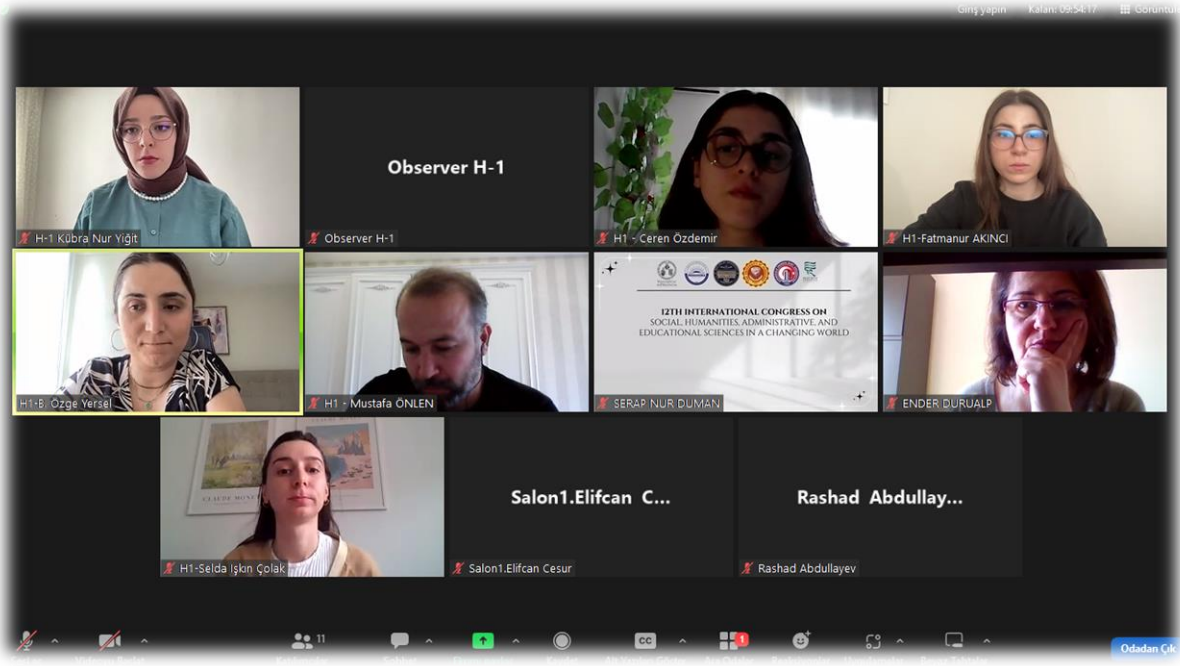 Giriş yapın
Kalan: 09:54:17
Observer H-1
H-1 Kübra Nur Yiğit
Observer H-1
H1 - Ceren Özdemir
H1-Fatmanur AKINCI
12TH INTERNATIONAL CONGRESS ON
SOCIAL, HUMANITIES, ADMINISTRATIVE, AND
EDUCATIONAL SCIENCES IN A CHANGING WORLD
H1-B. Özge Yersel
H1 - Mustafa ÖNLEN
SERAP NUR DUMAN
ENDER DURUALP
CLAUDE MONET
Salon1.Elifcan C...
Rashad Abdullay...
H1-Selda Işkın Çolak
Salon1.Elifcan Cesur
Rashad Abdullayev
11
CC
1
Odadan Çık